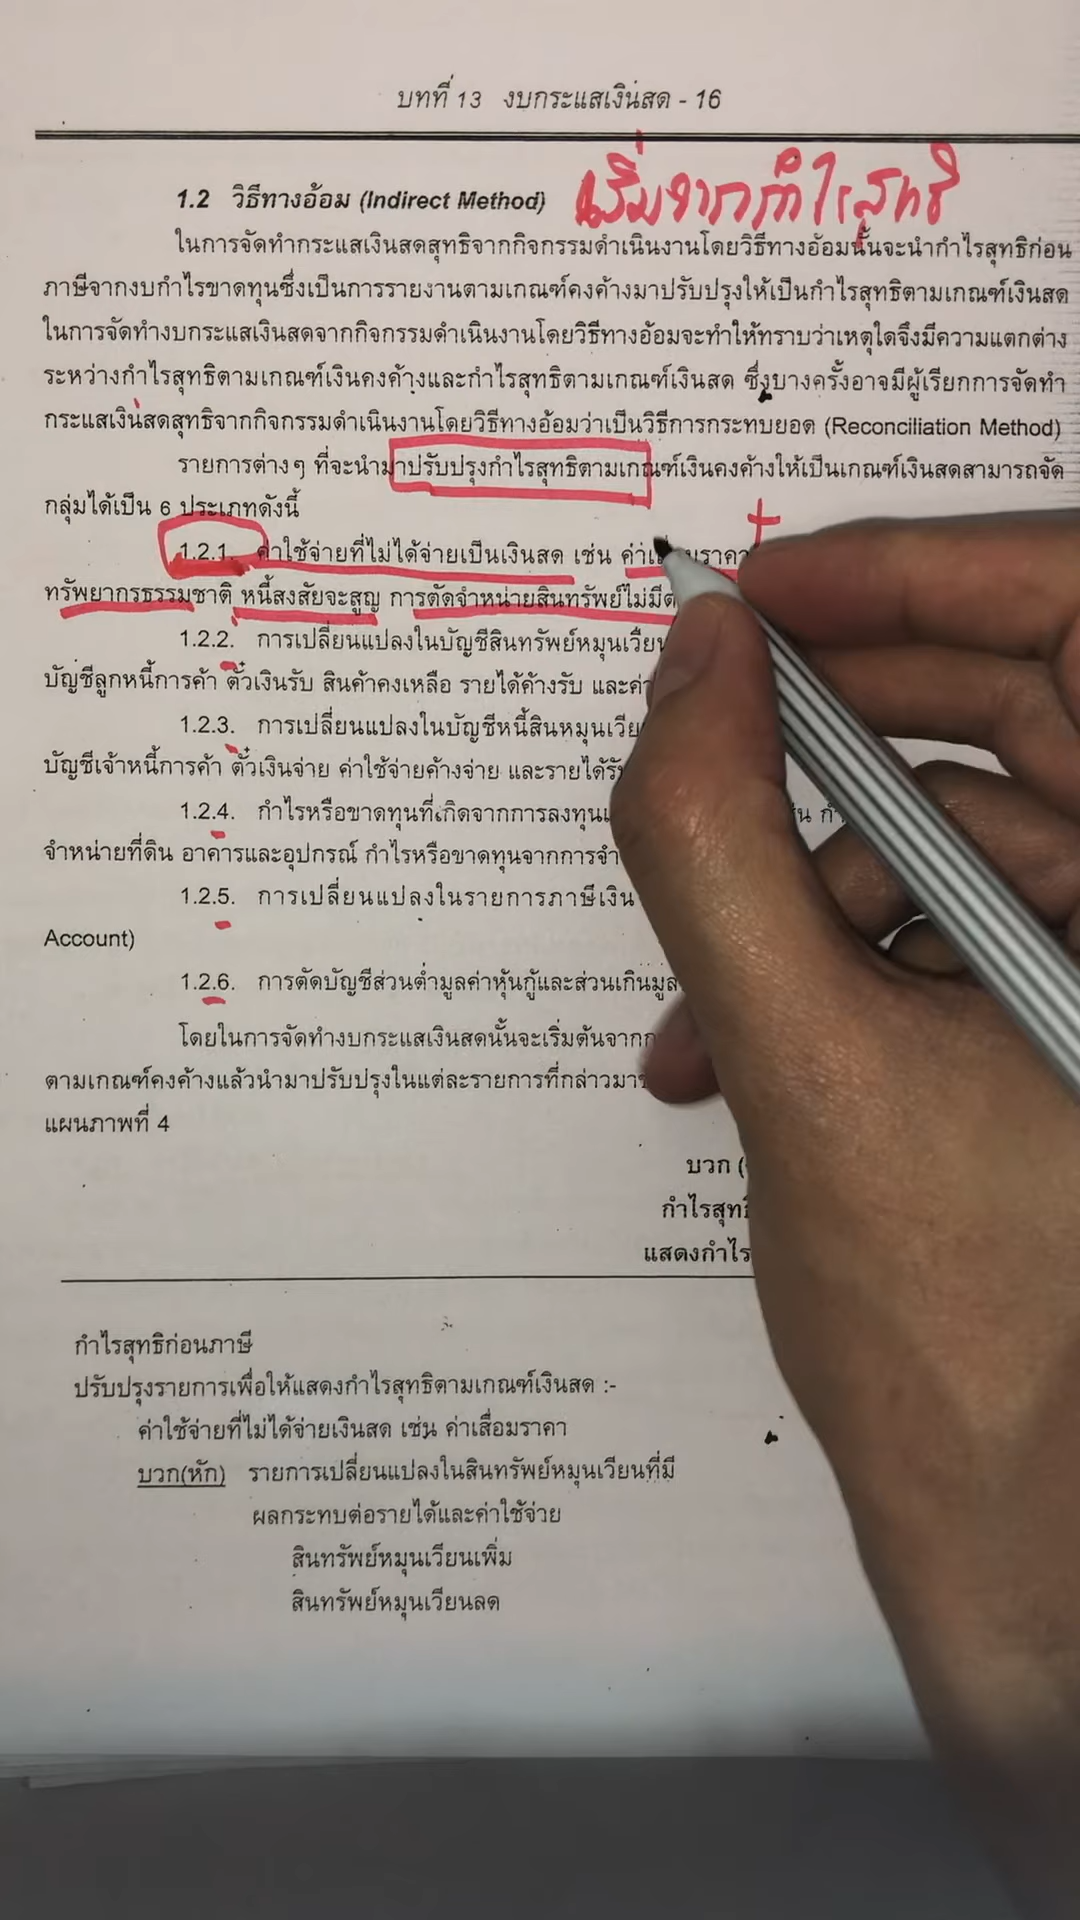 บทที่ 13 งบกระแสเงินสด - 16
1.2 วิธีทางอ้อม (Indirect Method) เริ่มจากกำไรสุทธิ
ในการจัดทำกระแสเงินสดสุทธิจากกิจกรรมดำเนินงานโดยวิธีทางอ้อมนั้นจะนำกำไรสุทธิก่อน
ภาษีจากงบกำไรขาดทุนซึ่งเป็นการรายงานตามเกณฑ์คงค้างมาปรับปรุงให้เป็นกำไรสุทธิตามเกณฑ์เงินสด
ในการจัดทำงบกระแสเงินสดจากกิจกรรมดำเนินงานโดยวิธีทางอ้อมจะทำให้ทราบว่าเหตุใดจึงมีความแตกต่าง
ระหว่างกำไรสุทธิตามเกณฑ์เงินคงค้างและกำไรสุทธิตามเกณฑ์เงินสด ซึ่งบางครั้งอาจมีผู้เรียกการจัดทำ
กระแสเงินสดสุทธิจากกิจกรรมดำเนินงานโดยวิธีทางอ้อมว่าเป็นวิธีการกระทบยอด (Reconciliation Method)
รายการต่างๆ ที่จะนำมาปรับปรุงกำไรสุทธิตามเกณฑ์เงินคงค้างให้เป็นเกณฑ์เงินสดสามารถจัด
กลุ่มได้เป็น 6 ประเภทดังนี้
+
1.2.1. ค่าใช้จ่ายที่ไม่ได้จ่ายเป็นเงินสด เช่น
ทรัพยากรธรรมชาติ หนี้สงสัยจะสูญ การตัดจำหน่ายสินทรัพย์ไม่มี
1.2.2. การเปลี่ยนแปลงในบัญชีสินทรัพย์
บัญชีลูกหนี้การค้า ตั๋วเงินรับ สินค้าคงเหลือ รายได้ค้างรับ และ
1.2.3. การเปลี่ยนแปลงในบัญชีหนี้สิน
บัญชีเจ้าหนี้การค้า ตั๋วเงินจ่าย ค่าใช้จ่ายค้างจ่าย และ
1.2.4. กำไรหรือขาดทุนที่เกิดจากการลงทุน
จำหน่ายที่ดิน อาคารและอุปกรณ์ กำไรหรือขาดทุนจากการ
1.2.5. การเปลี่ยนแปลงในรายการภาษีเงิน
Account)
1.2.6. การตัดบัญชีส่วนต่ำมูลค่าหุ้นกู้และส่วนเกิน
โดยในการจัดทำงบกระแสเงินสดนั้นจะเริ่มต้นจาก
ตามเกณฑ์คงค้างแล้วนำมาปรับปรุงในแต่ละรายการที่กล่าวมา
แผนภาพที่ 4
บวก (
กำไรสุทธิ
แสดงกำไร
กำไรสุทธิก่อนภาษี
ปรับปรุงรายการเพื่อให้แสดงกำไรสุทธิตามเกณฑ์เงินสด :-
ค่าใช้จ่ายที่ไม่ได้จ่ายเงินสด เช่น ค่าเสื่อมราคา
บวก(หัก) รายการเปลี่ยนแปลงในสินทรัพย์หมุนเวียนที่มี
ผลกระทบต่อรายได้และค่าใช้จ่าย
สินทรัพย์หมุนเวียนเพิ่ม
สินทรัพย์หมุนเวียนลด